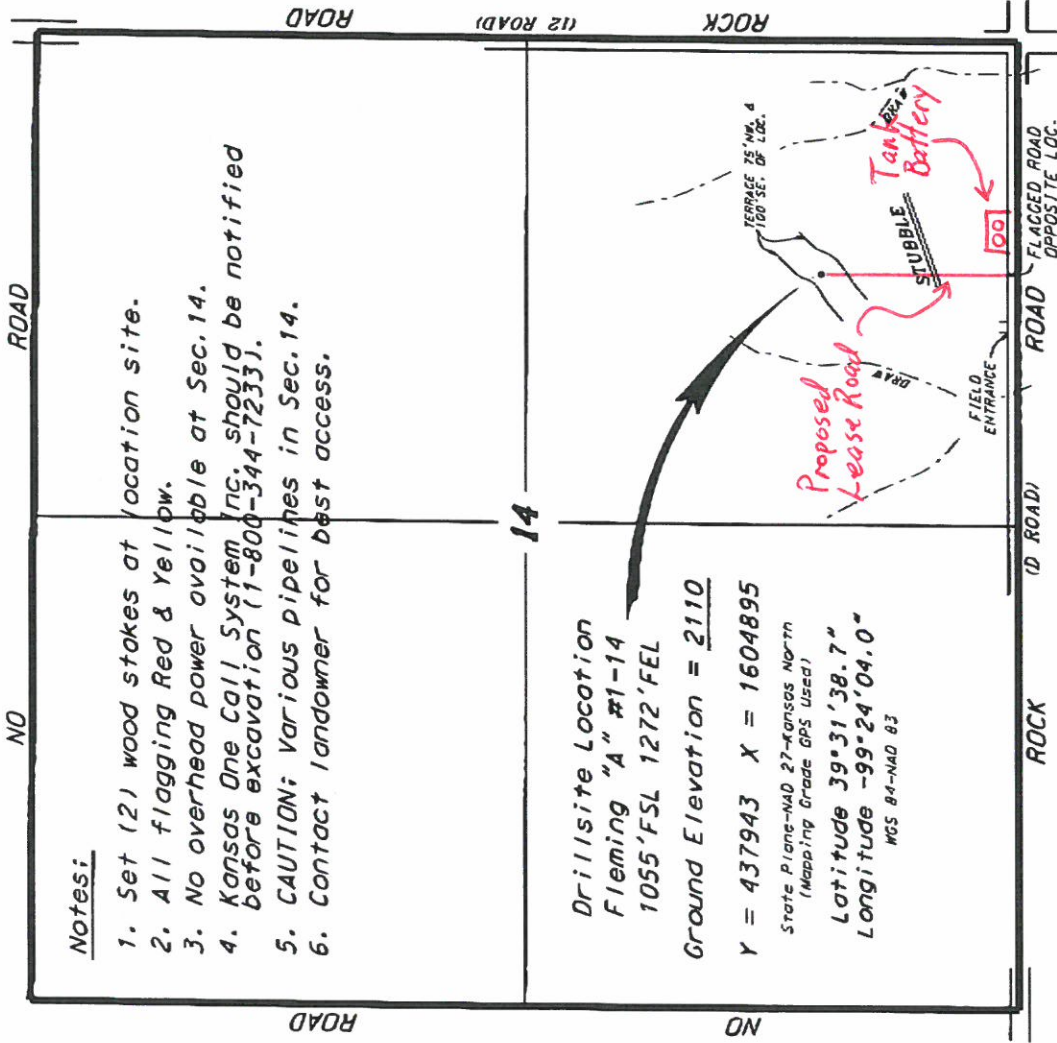 NO
ROAD
ROAD
(12 ROAD)
ROCK
Notes:
1. Set (2) wood stakes at location site.
2. All flagging Red & Yellow.
3. No overhead power available at Sec.14.
4. Kansas One Call System Inc. should be notified
before excavation (1-800-344-7233).
5. CAUTION: Various pipelines in Sec.14.
6. Contact landowner for best access.
14
Drillsite Location
Fleming "A" #1-14
1055'FSL 1272'FEL
Ground Elevation = 2110
Y = 437943 X = 1604895
State Plane-NAD 27-Kansas North
(Mapping Grade GPS Used)
Latitude 39°31'38.7"
Longitude -99°24'04.0"
WGS 84-NAD 83
TERRACE 75'NW. &
100'SE. OF LOC.
DRAW
Tank
Battery
STUBBLE
Proposed
Lease Road
DRAW
FIELD
ENTRANCE
FLAGGED ROAD
OPPOSITE LOC.
ROAD
NO
ROCK
(D ROAD)
ROAD